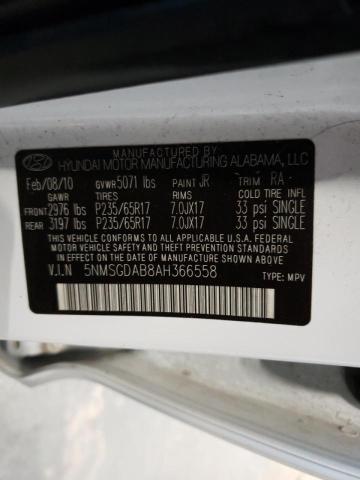 MANUFACTURED BY
HYUNDAI MOTOR MANUFACTURING ALABAMA, LLC
Feb/08/10 GVWR 5071 lbs PAINT JR TRIM RA
GAWR TIRES RIMS COLD TIRE INFL
FRONT 2976 lbs P235/65R17 7.0JX17 33 psi SINGLE
REAR 3197 lbs P235/65R17 7.0JX17 33 psi SINGLE
THIS VEHICLE CONFORMS TO ALL APPLICABLE U.S. FEDERAL
MOTOR VEHICLE SAFETY STANDARDS IN EFFECT ON THE DATE OF
MANUFACTURE SHOWN ABOVE.
V.I.N 5NMSGDAB8AH366558 TYPE: MPV